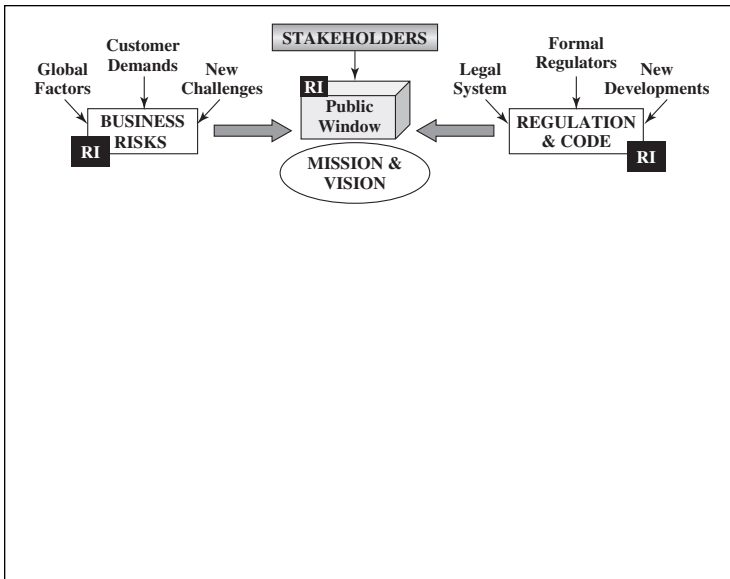 STAKEHOLDERS
Customer
Demands
Global
Factors
New
Challenges
BUSINESS
RISKS
RI
RI
Public
Window
MISSION &
VISION
Formal
Regulators
Legal
System
New
Developments
REGULATION
& CODE
RI